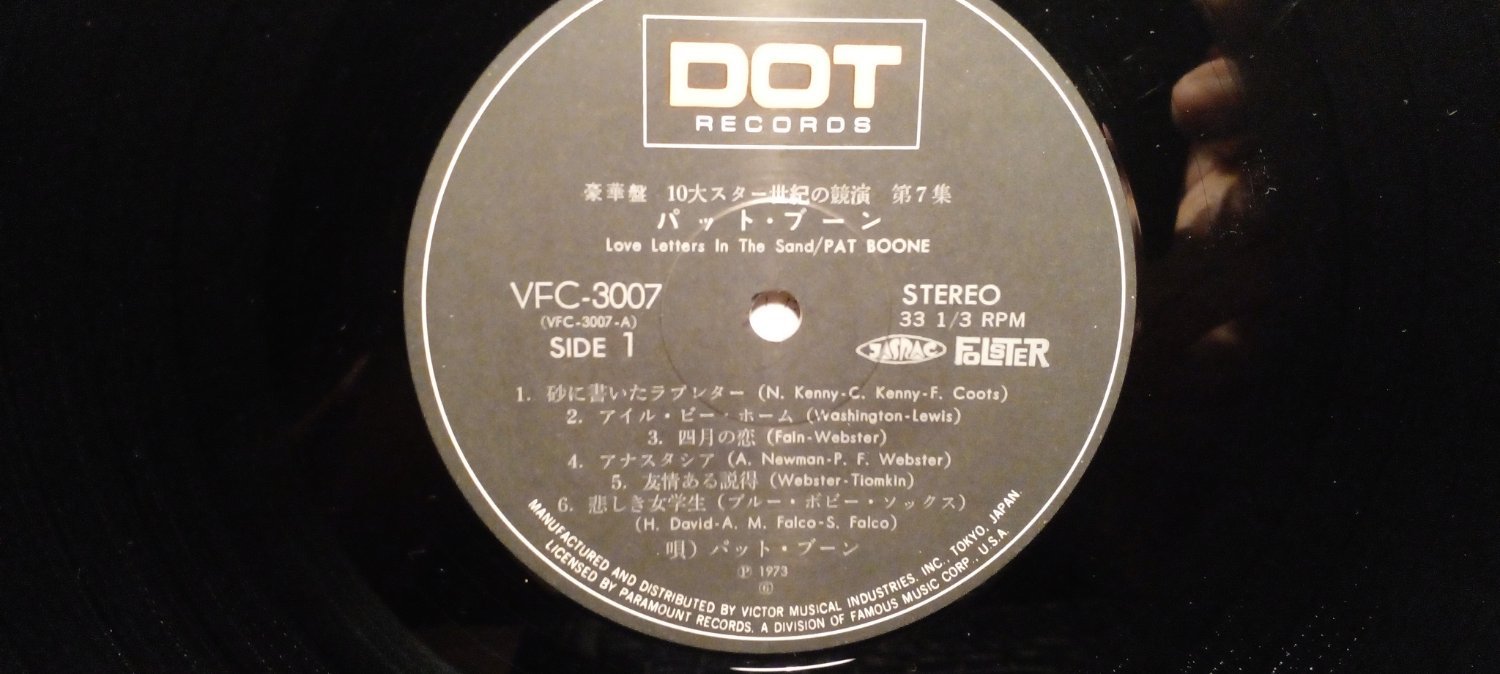 DOT
RECORDS
豪華盤 10大スター世紀の競演 第7集
パット・ブーン
Love Letters In The Sand/PAT BOONE
VFC-3007
(VFC-3007-A)
SIDE 1
STEREO
33 1/3 RPM
JASRAC FOLSTER
1. 砂に書いたラブレター (N. Kenny-C. Kenny-F. Coots)
2. アイル・ビー・ホーム (Washington-Lewis)
3. 四月の恋 (Fain-Webster)
4. アナスタシア (A. Newman-P. F. Webster)
5. 友情ある説得 (Webster-Tiomkin)
6. 悲しき女学生 (ブルー・ボビー・ソックス)
(H. David-A. M. Falco-S. Falco)
唄) パット・ブーン
Ⓟ 1973
⑥
MANUFACTURED AND DISTRIBUTED BY VICTOR MUSICAL INDUSTRIES, INC., TOKYO, JAPAN.
LICENSED BY PARAMOUNT RECORDS, A DIVISION OF FAMOUS MUSIC CORP., U.S.A.